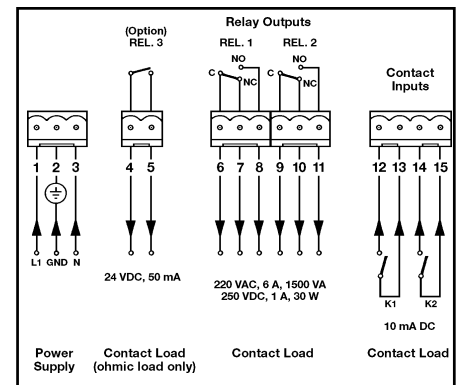 Relay Outputs
(Option)
REL. 3
REL. 1
REL. 2
NO
NO
C
NC
C
NC
Contact
Inputs
1 2 3
4 5
6 7 8 9 10 11
12 13 14 15
L1 GND N
24 VDC, 50 mA
220 VAC, 6 A, 1500 VA
250 VDC, 1 A, 30 W
K1
K2
10 mA DC
Power
Supply
Contact Load
(ohmic load only)
Contact Load
Contact Load